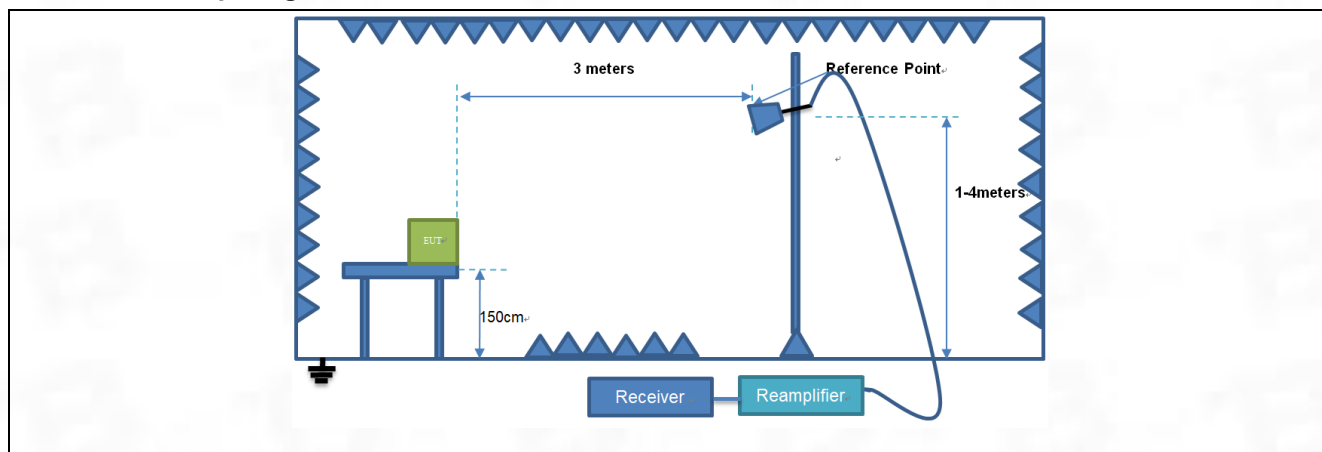 3 meters
Reference Point
1-4meters
EUT
150cm
Receiver
Reamplifier